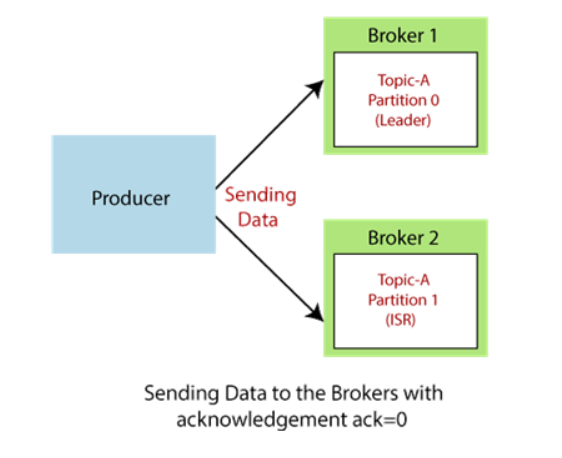 Broker 1
Topic-A
Partition 0
(Leader)
Producer
Sending
Data
Broker 2
Topic-A
Partition 1
(ISR)
Sending Data to the Brokers with
acknowledgement ack=0